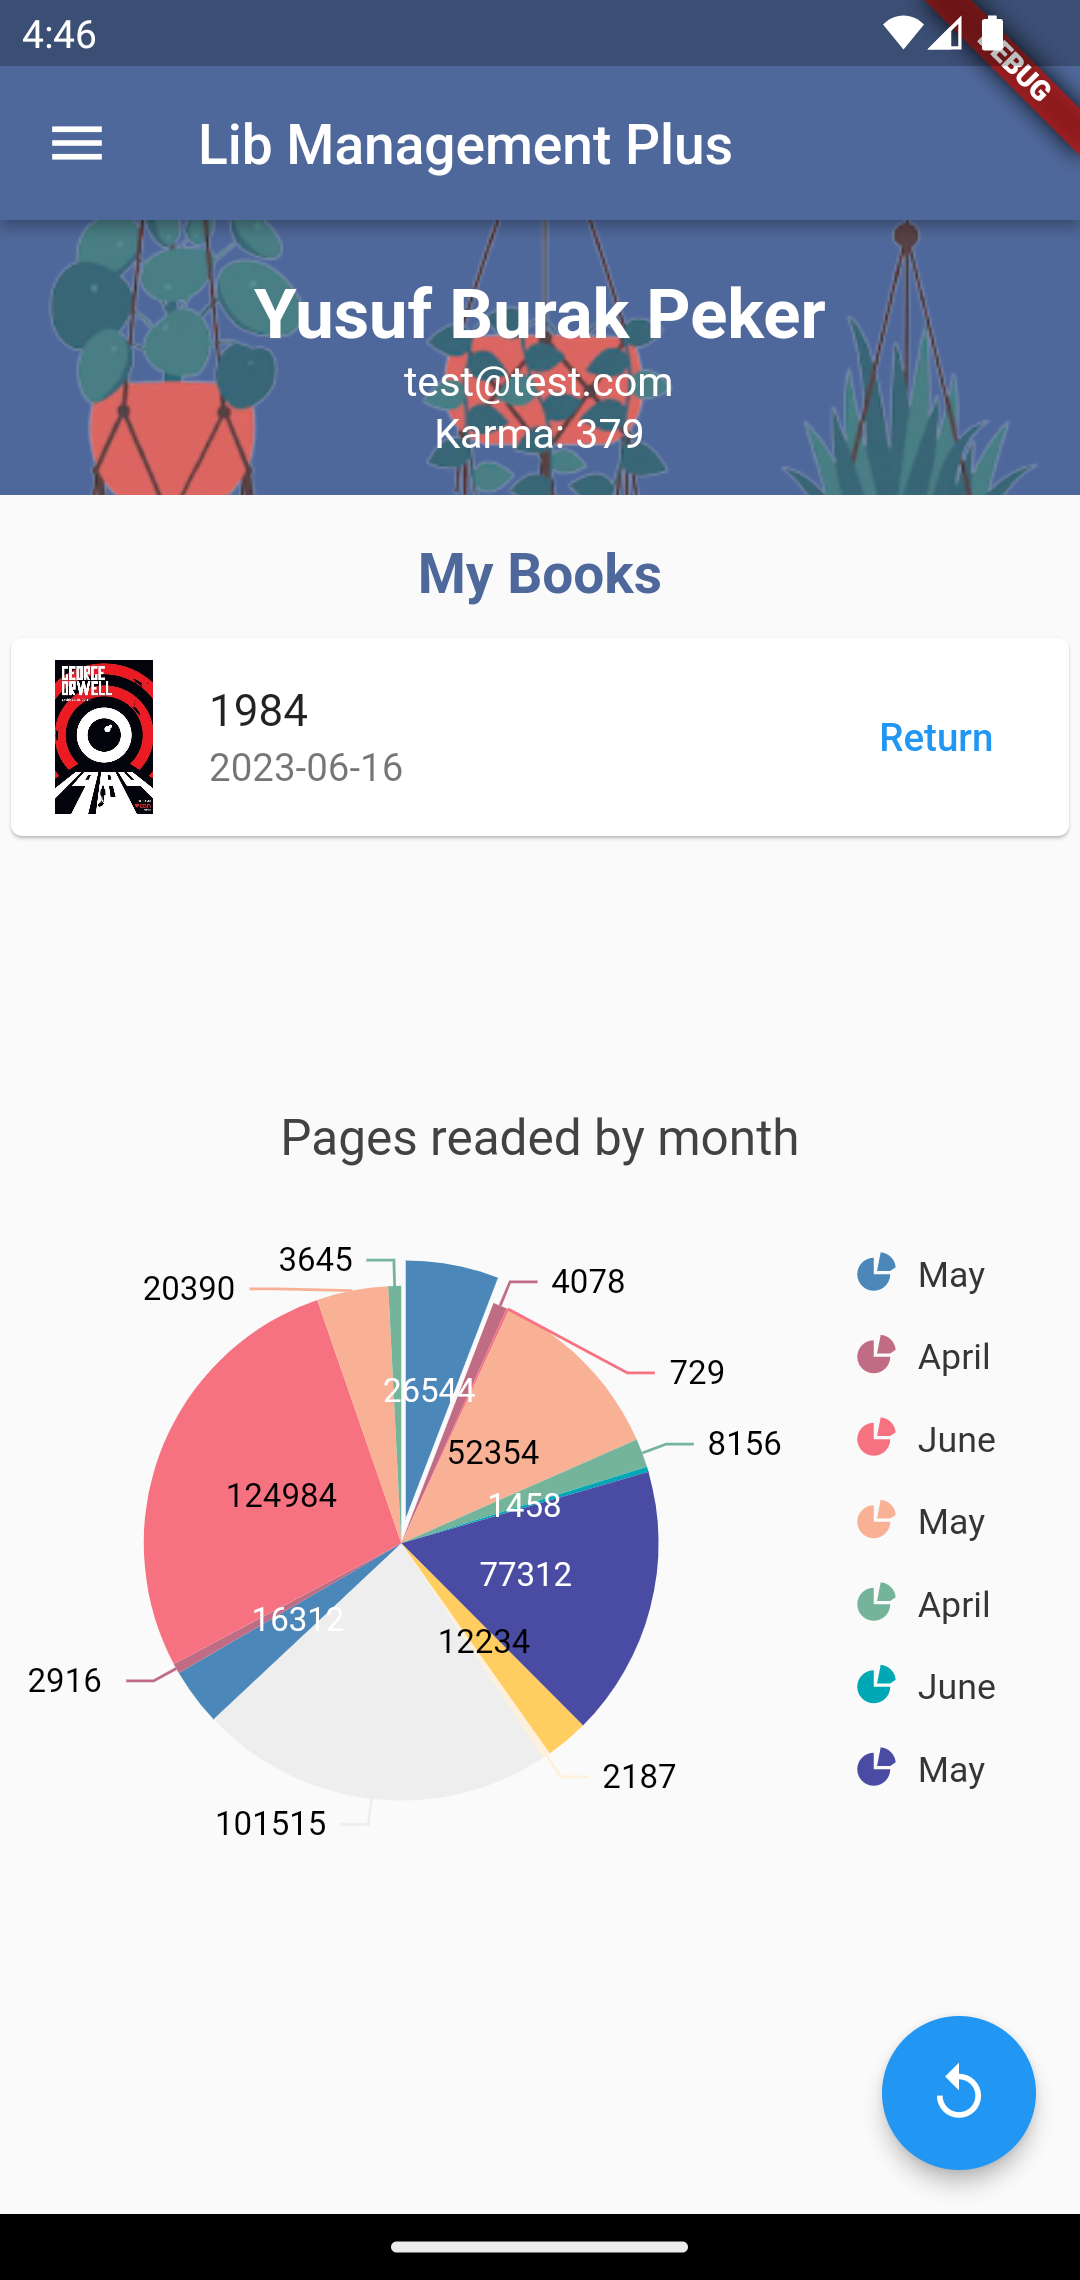 4:46
DEBUG
Lib Management Plus
Yusuf Burak Peker
test@test.com
Karma: 379
My Books
GEORGE
ORWELL
1984
2023-06-16
Return
Pages readed by month
3645
20390
4078
26544
729
52354
8156
124984
1458
77312
16312
12234
2916
2187
101515
May
April
June
May
April
June
May